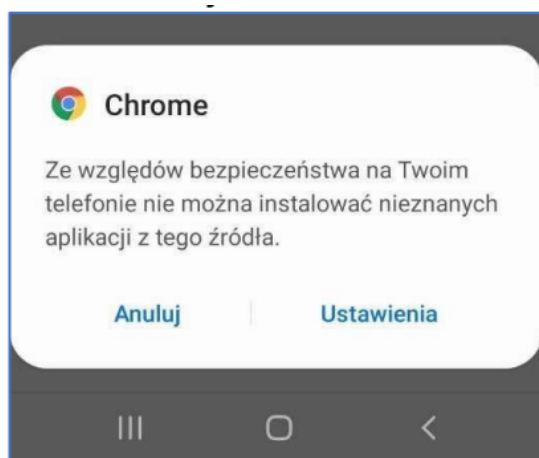 Chrome
Ze względów bezpieczeństwa na Twoim
telefonie nie można instalować nieznanych
aplikacji z tego źródła.
Anuluj
Ustawienia